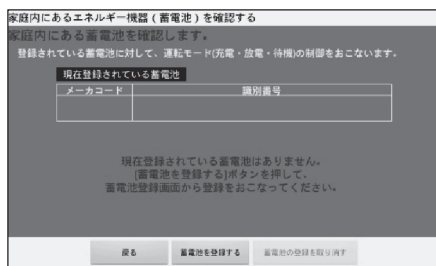 家庭内にあるエネルギー機器(蓄電池)を確認する
家庭内にある蓄電池を確認します。
登録されている蓄電池に対して、運転モード(充電・放電・待機)の制御をおこないます。
現在登録されている蓄電池
メーカコード 識別番号
現在登録されている蓄電池はありません。
[蓄電池を登録する]ボタンを押して、
蓄電池登録画面から登録をおこなってください。
戻る 蓄電池を登録する 蓄電池の登録を取り消す